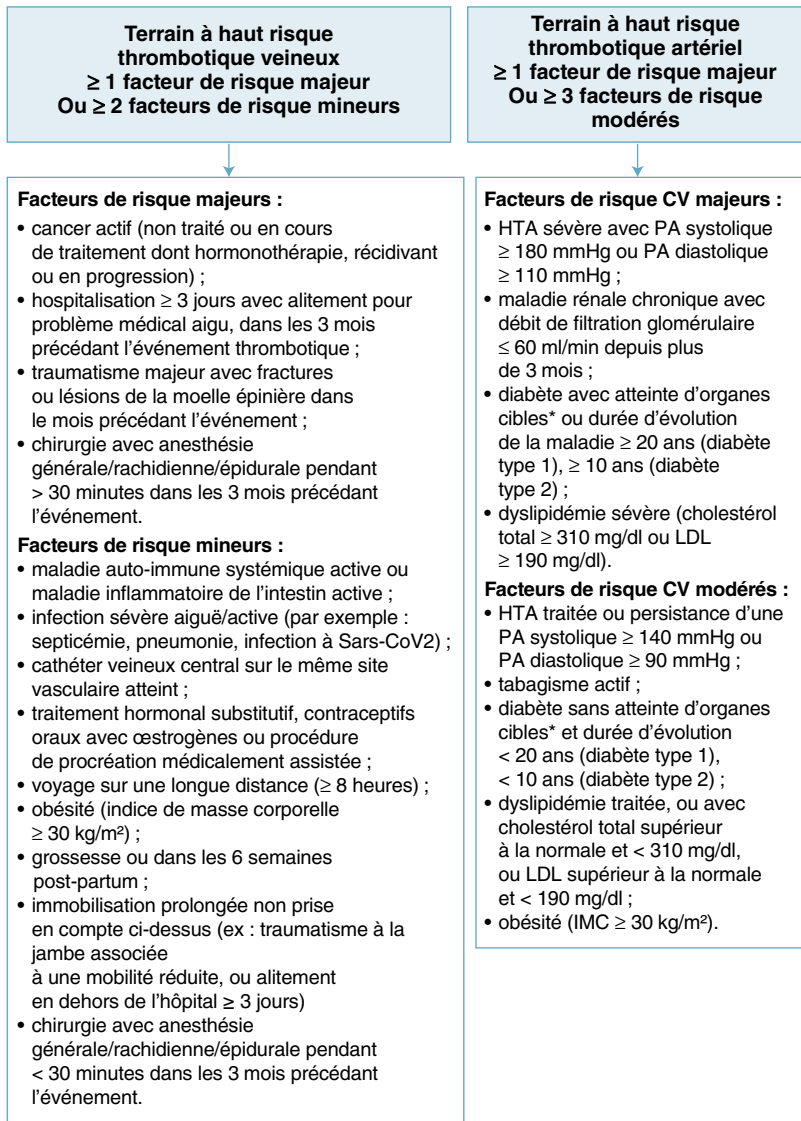 Terrain à haut risque
thrombotique veineux
≥ 1 facteur de risque majeur
Ou ≥ 2 facteurs de risque mineurs
Facteurs de risque majeurs :
• cancer actif (non traité ou en cours
de traitement dont hormonothérapie, récidivant
ou en progression) ;
• hospitalisation ≥ 3 jours avec alitement pour
problème médical aigu, dans les 3 mois
précédant l'événement thrombotique ;
• traumatisme majeur avec fractures
ou lésions de la moelle épinière dans
le mois précédant l'événement ;
• chirurgie avec anesthésie
générale/rachidienne/épidurale pendant
> 30 minutes dans les 3 mois précédant
l'événement.
Facteurs de risque mineurs :
• maladie auto-immune systémique active ou
maladie inflammatoire de l'intestin active ;
• infection sévère aiguë/active (par exemple :
septicémie, pneumonie, infection à Sars-CoV2) ;
• cathéter veineux central sur le même site
vasculaire atteint ;
• traitement hormonal substitutif, contraceptifs
oraux avec œstrogènes ou procédure
de procréation médicalement assistée ;
• voyage sur une longue distance (≥ 8 heures) ;
• obésité (indice de masse corporelle
≥ 30 kg/m²) ;
• grossesse ou dans les 6 semaines
post-partum ;
• immobilisation prolongée non prise
en compte ci-dessus (ex : traumatisme à la
jambe associée
à une mobilité réduite, ou alitement
en dehors de l'hôpital ≥ 3 jours)
• chirurgie avec anesthésie
générale/rachidienne/épidurale pendant
< 30 minutes dans les 3 mois précédant
l'événement.
Terrain à haut risque
thrombotique artériel
≥ 1 facteur de risque majeur
Ou ≥ 3 facteurs de risque
modérés
Facteurs de risque CV majeurs :
• HTA sévère avec PA systolique
≥ 180 mmHg ou PA diastolique
≥ 110 mmHg ;
• maladie rénale chronique avec
débit de filtration glomérulaire
≤ 60 ml/min depuis plus
de 3 mois ;
• diabète avec atteinte d'organes
cibles* ou durée d'évolution
de la maladie ≥ 20 ans (diabète
type 1), ≥ 10 ans (diabète
type 2) ;
• dyslipidémie sévère (cholestérol
total ≥ 310 mg/dl ou LDL
≥ 190 mg/dl).
Facteurs de risque CV modérés :
• HTA traitée ou persistance d'une
PA systolique ≥ 140 mmHg ou
PA diastolique ≥ 90 mmHg ;
• tabagisme actif ;
• diabète sans atteinte d'organes
cibles* et durée d'évolution
< 20 ans (diabète type 1),
< 10 ans (diabète type 2) ;
• dyslipidémie traitée, ou avec
cholestérol total supérieur
à la normale et < 310 mg/dl,
ou LDL supérieur à la normale
et < 190 mg/dl ;
• obésité (IMC ≥ 30 kg/m²).